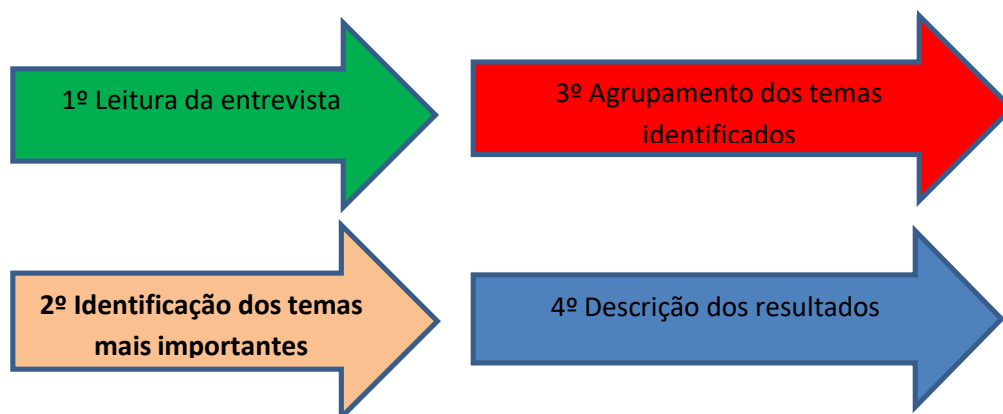 1º Leitura da entrevista
2º Identificação dos temas
mais importantes
3º Agrupamento dos temas
identificados
4º Descrição dos resultados